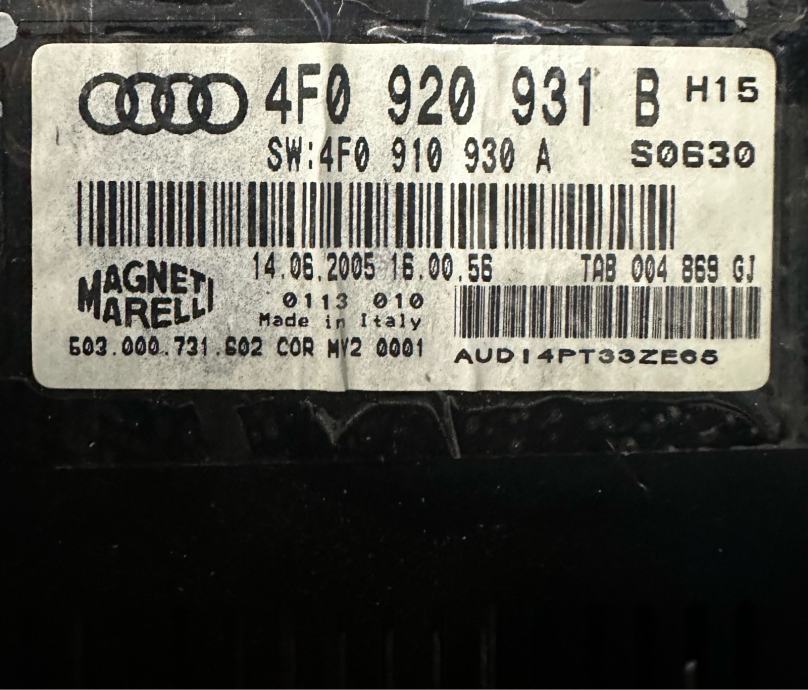 4F0 920 931 B H15
SW:4F0 910 930 A S0630
14.06.2005 16.00.56 TAB 004 869 GJ
MAGNETI
MARELLI
0113 010
Made in Italy
503.000.731.602 COR MY2 0001
AUDI4PT33ZE65